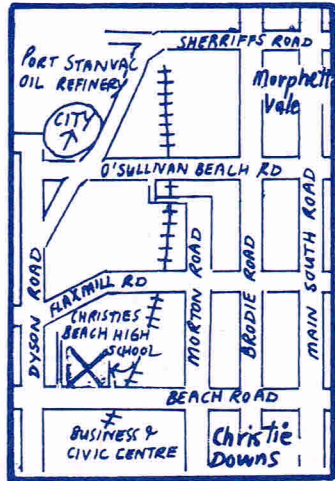 SHERRIFFS ROAD
PORT STANVAC
OIL REFINERY
Morphett
Vale
CITY
O'SULLIVAN BEACH RD
DYSON ROAD
FLAXMILL RD
MORTON ROAD
BRODIE ROAD
MAIN SOUTH ROAD
CHRISTIES
BEACH HIGH
SCHOOL
BEACH ROAD
BUSINESS &
CIVIC CENTRE
Christie
Downs